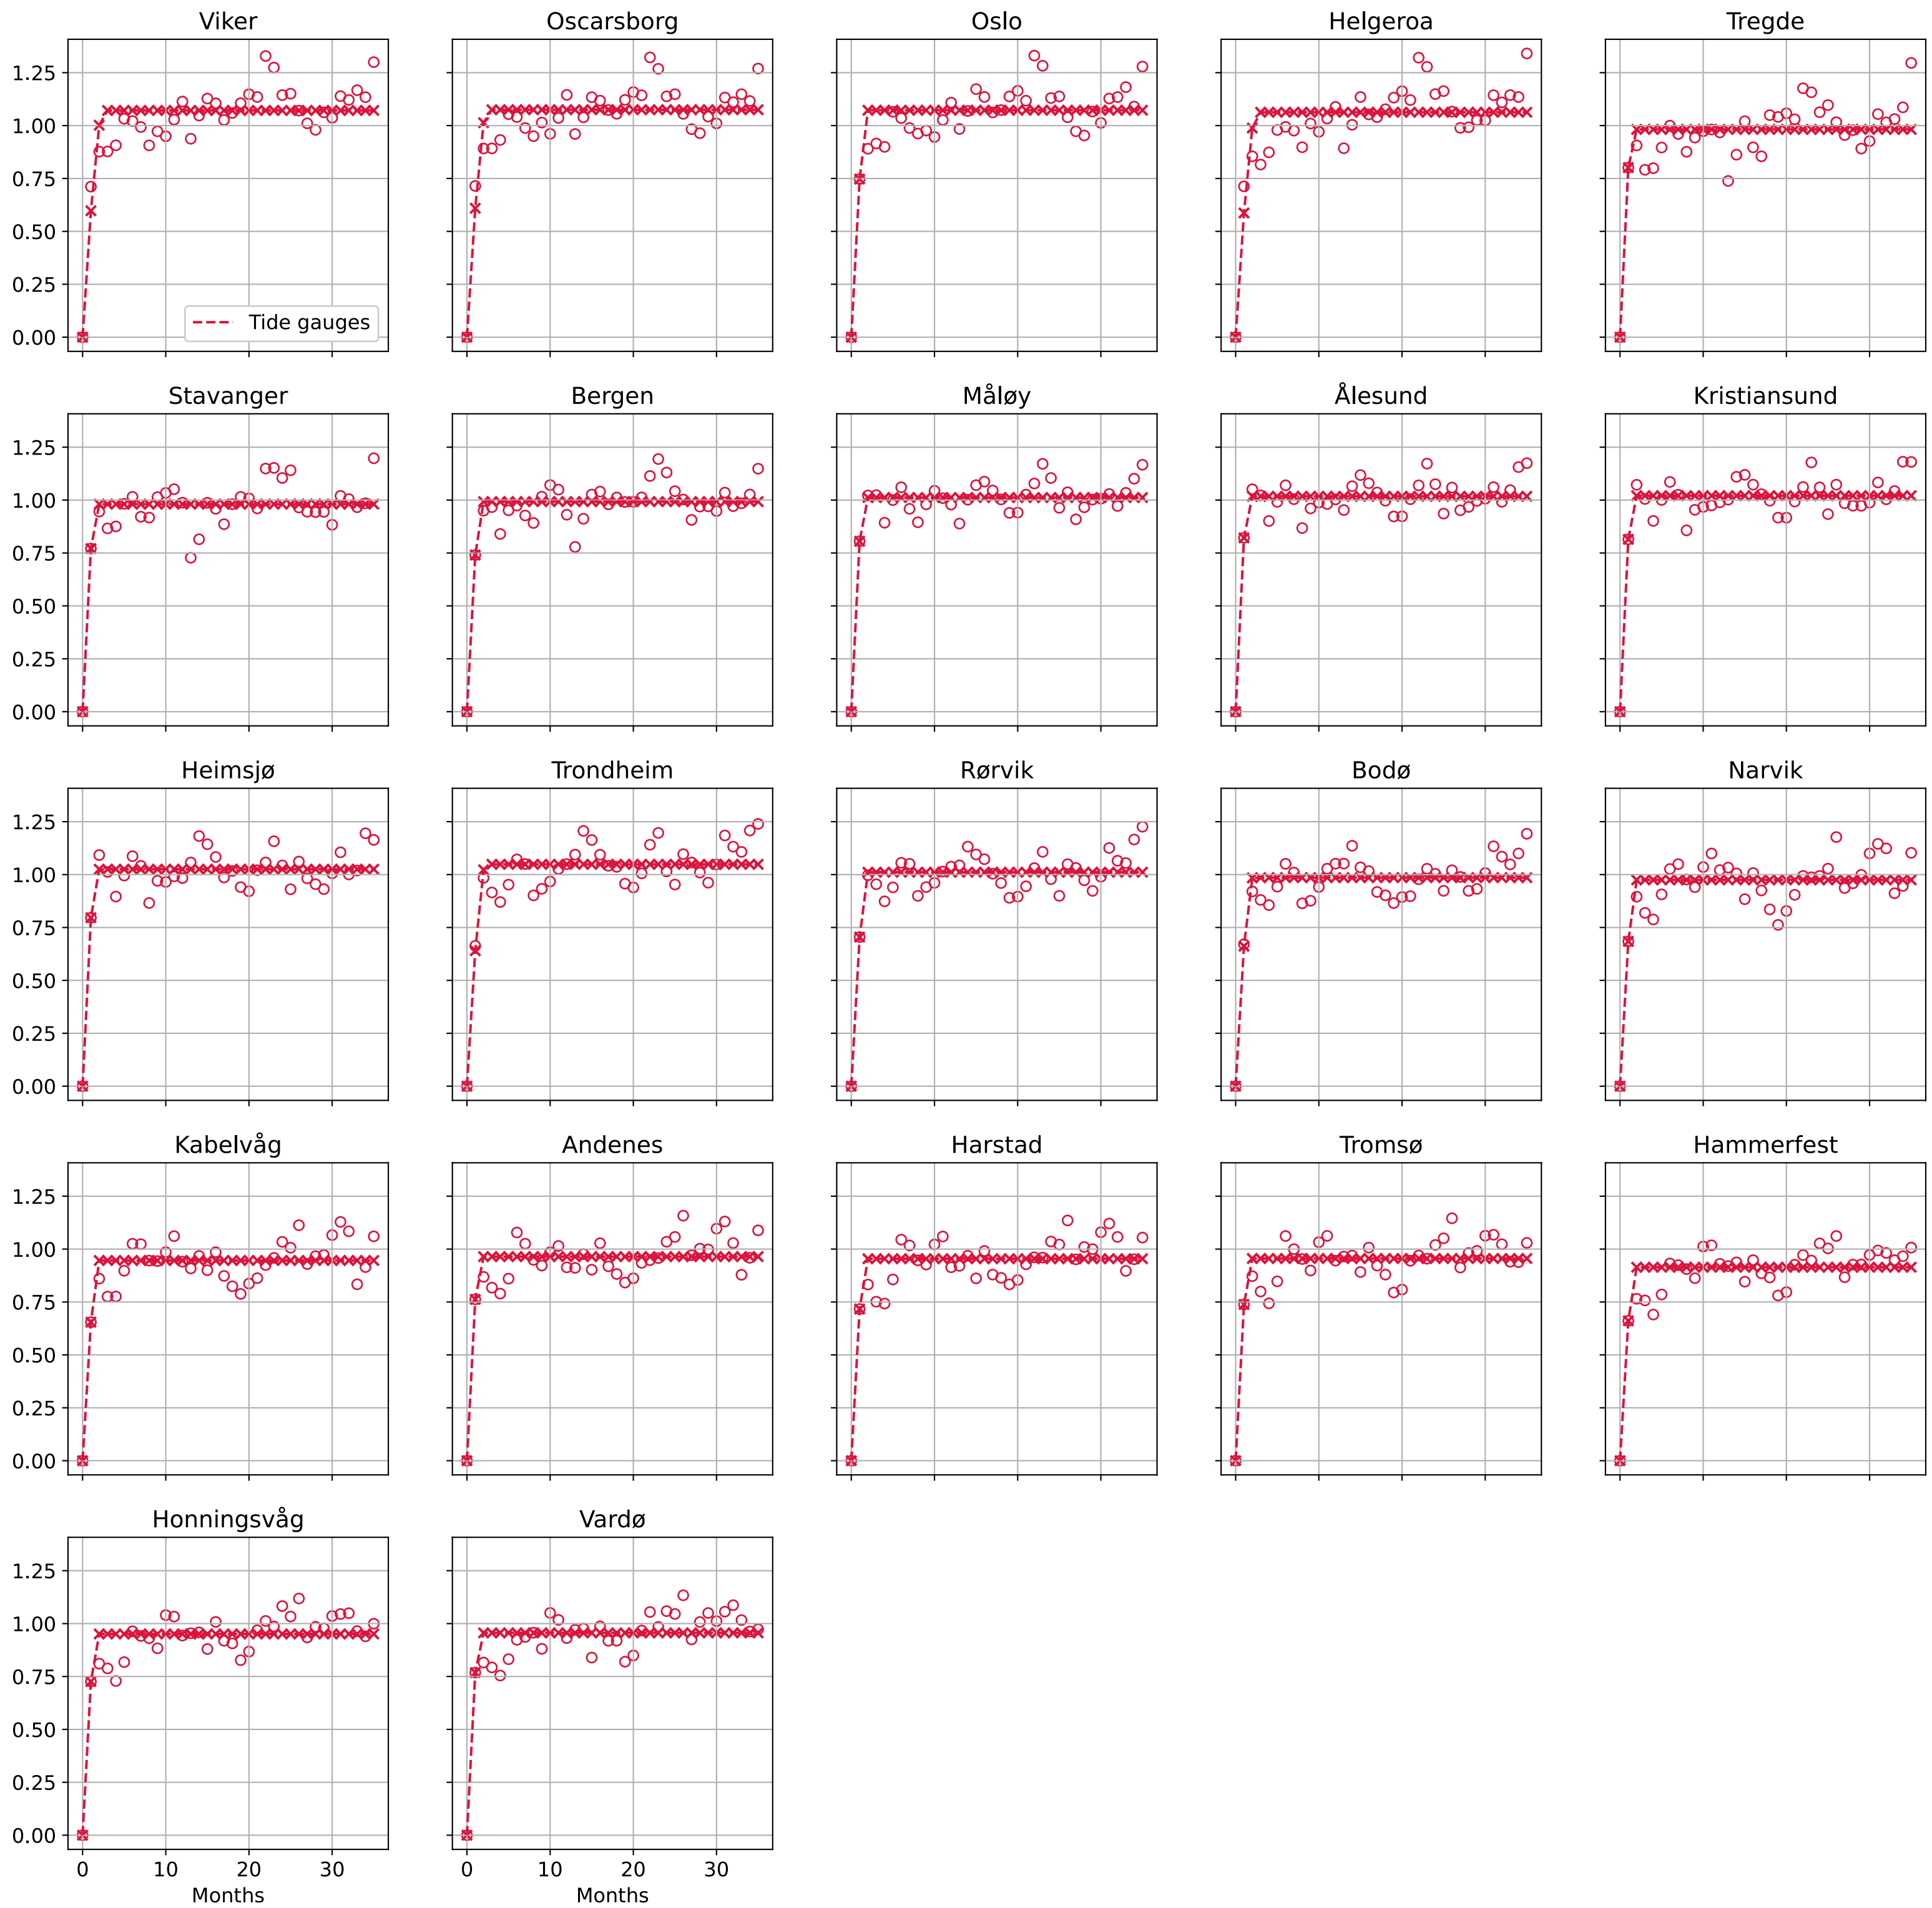 Viker
Oscarsborg
Oslo
Helgeroa
Tregde
1.25
1.00
0.75
0.50
0.25
0.00
Tide gauges
Stavanger
Bergen
Måløy
Ålesund
Kristiansund
1.25
1.00
0.75
0.50
0.25
0.00
Heimsjø
Trondheim
Rørvik
Bodø
Narvik
1.25
1.00
0.75
0.50
0.25
0.00
Kabelvåg
Andenes
Harstad
Tromsø
Hammerfest
1.25
1.00
0.75
0.50
0.25
0.00
Honningsvåg
Vardø
1.25
1.00
0.75
0.50
0.25
0.00
0 10 20 30
Months
0 10 20 30
Months